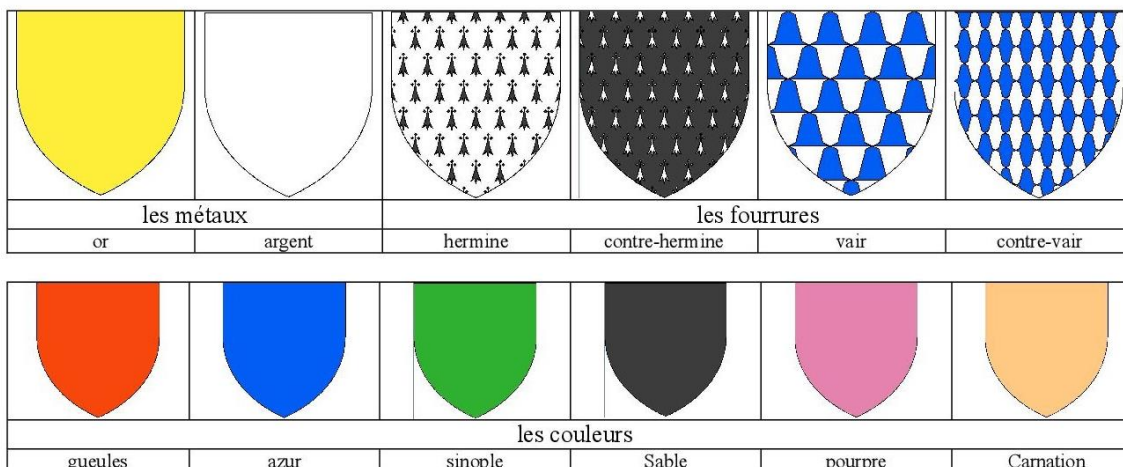 les métaux les fourrures
or argent hermine contre-hermine vair contre-vair
les couleurs
gueules azur sinople Sable pourpre Carnation